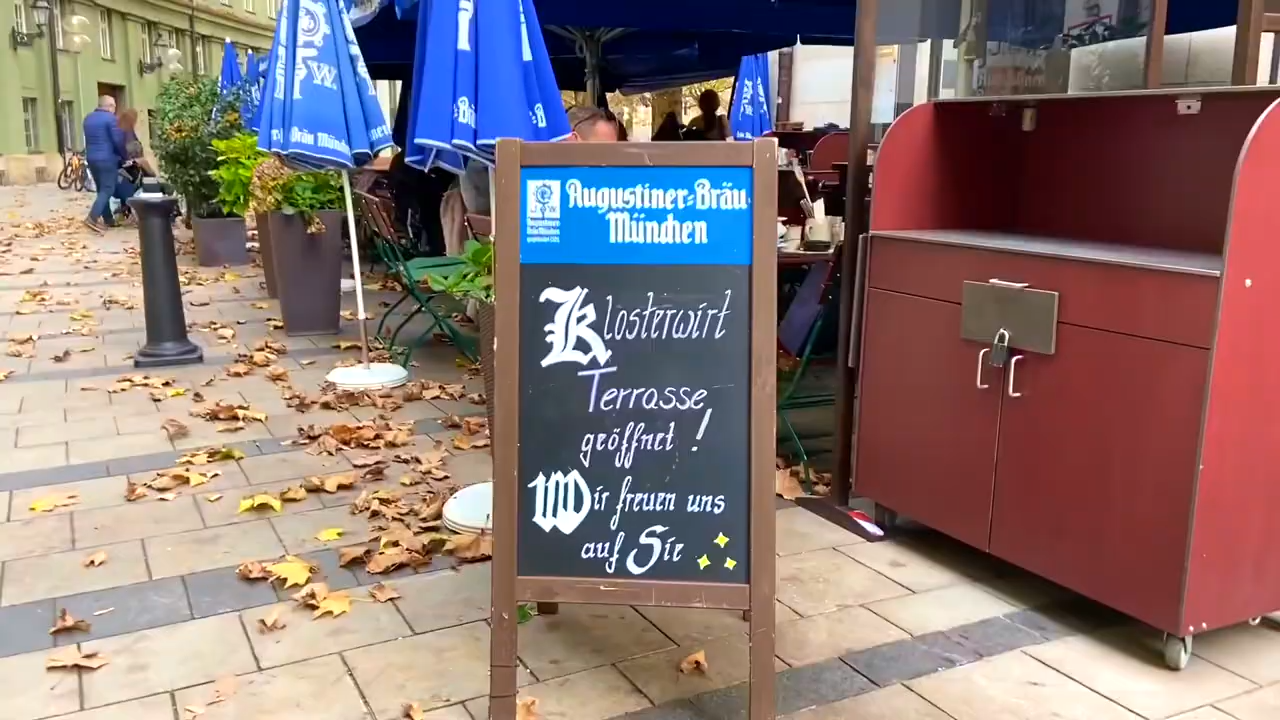 Augustiner-Bräu
München
Klosterwirt
Terrasse
geöffnet!
Wir freuen uns
auf Sie